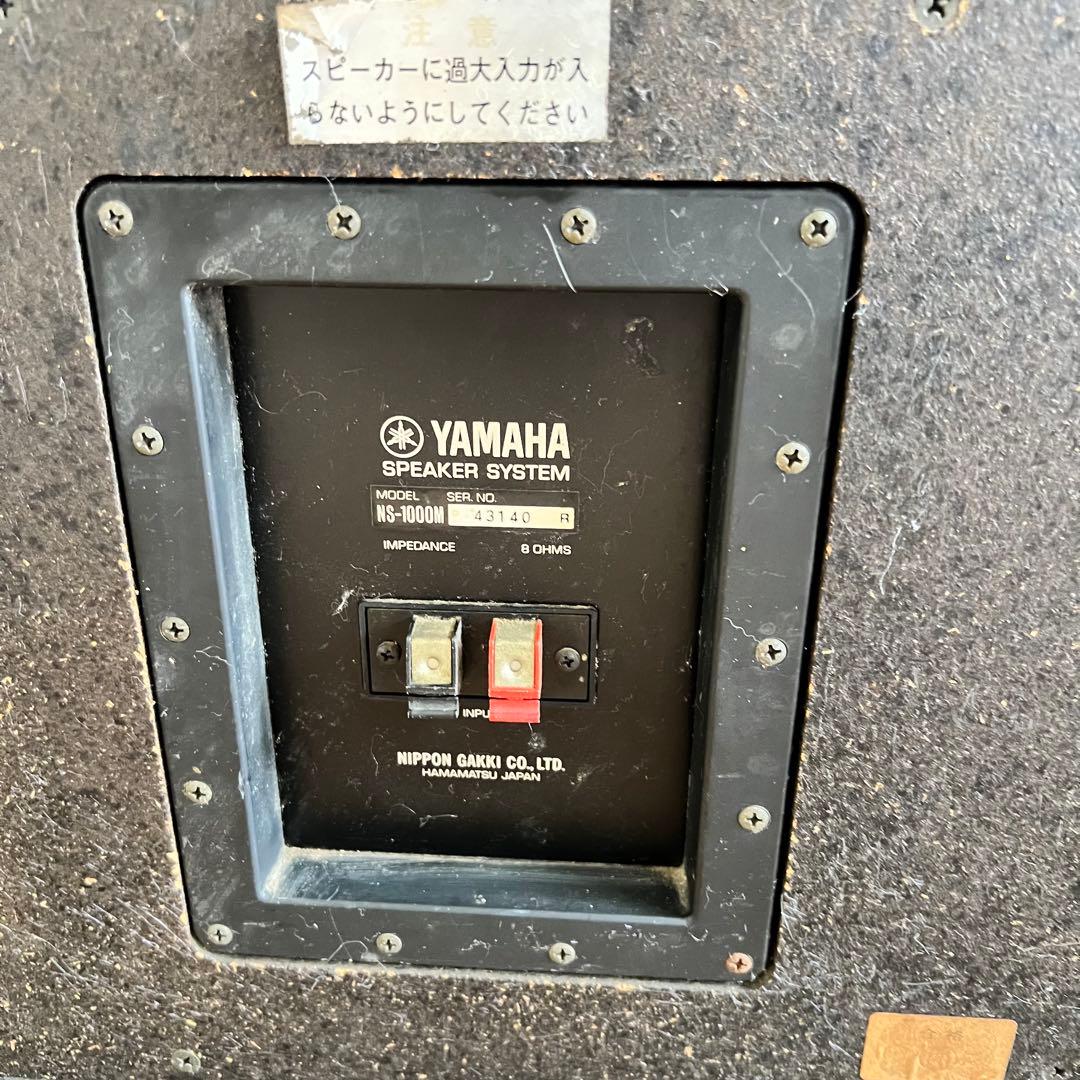 注意
スピーカーに過大入力が入
らないようにしてください
YAMAHA
SPEAKER SYSTEM
MODEL SER. NO.
NS-1000M 43140 R
IMPEDANCE 8 OHMS
NIPPON GAKKI CO., LTD.
HAMAMATSU JAPAN